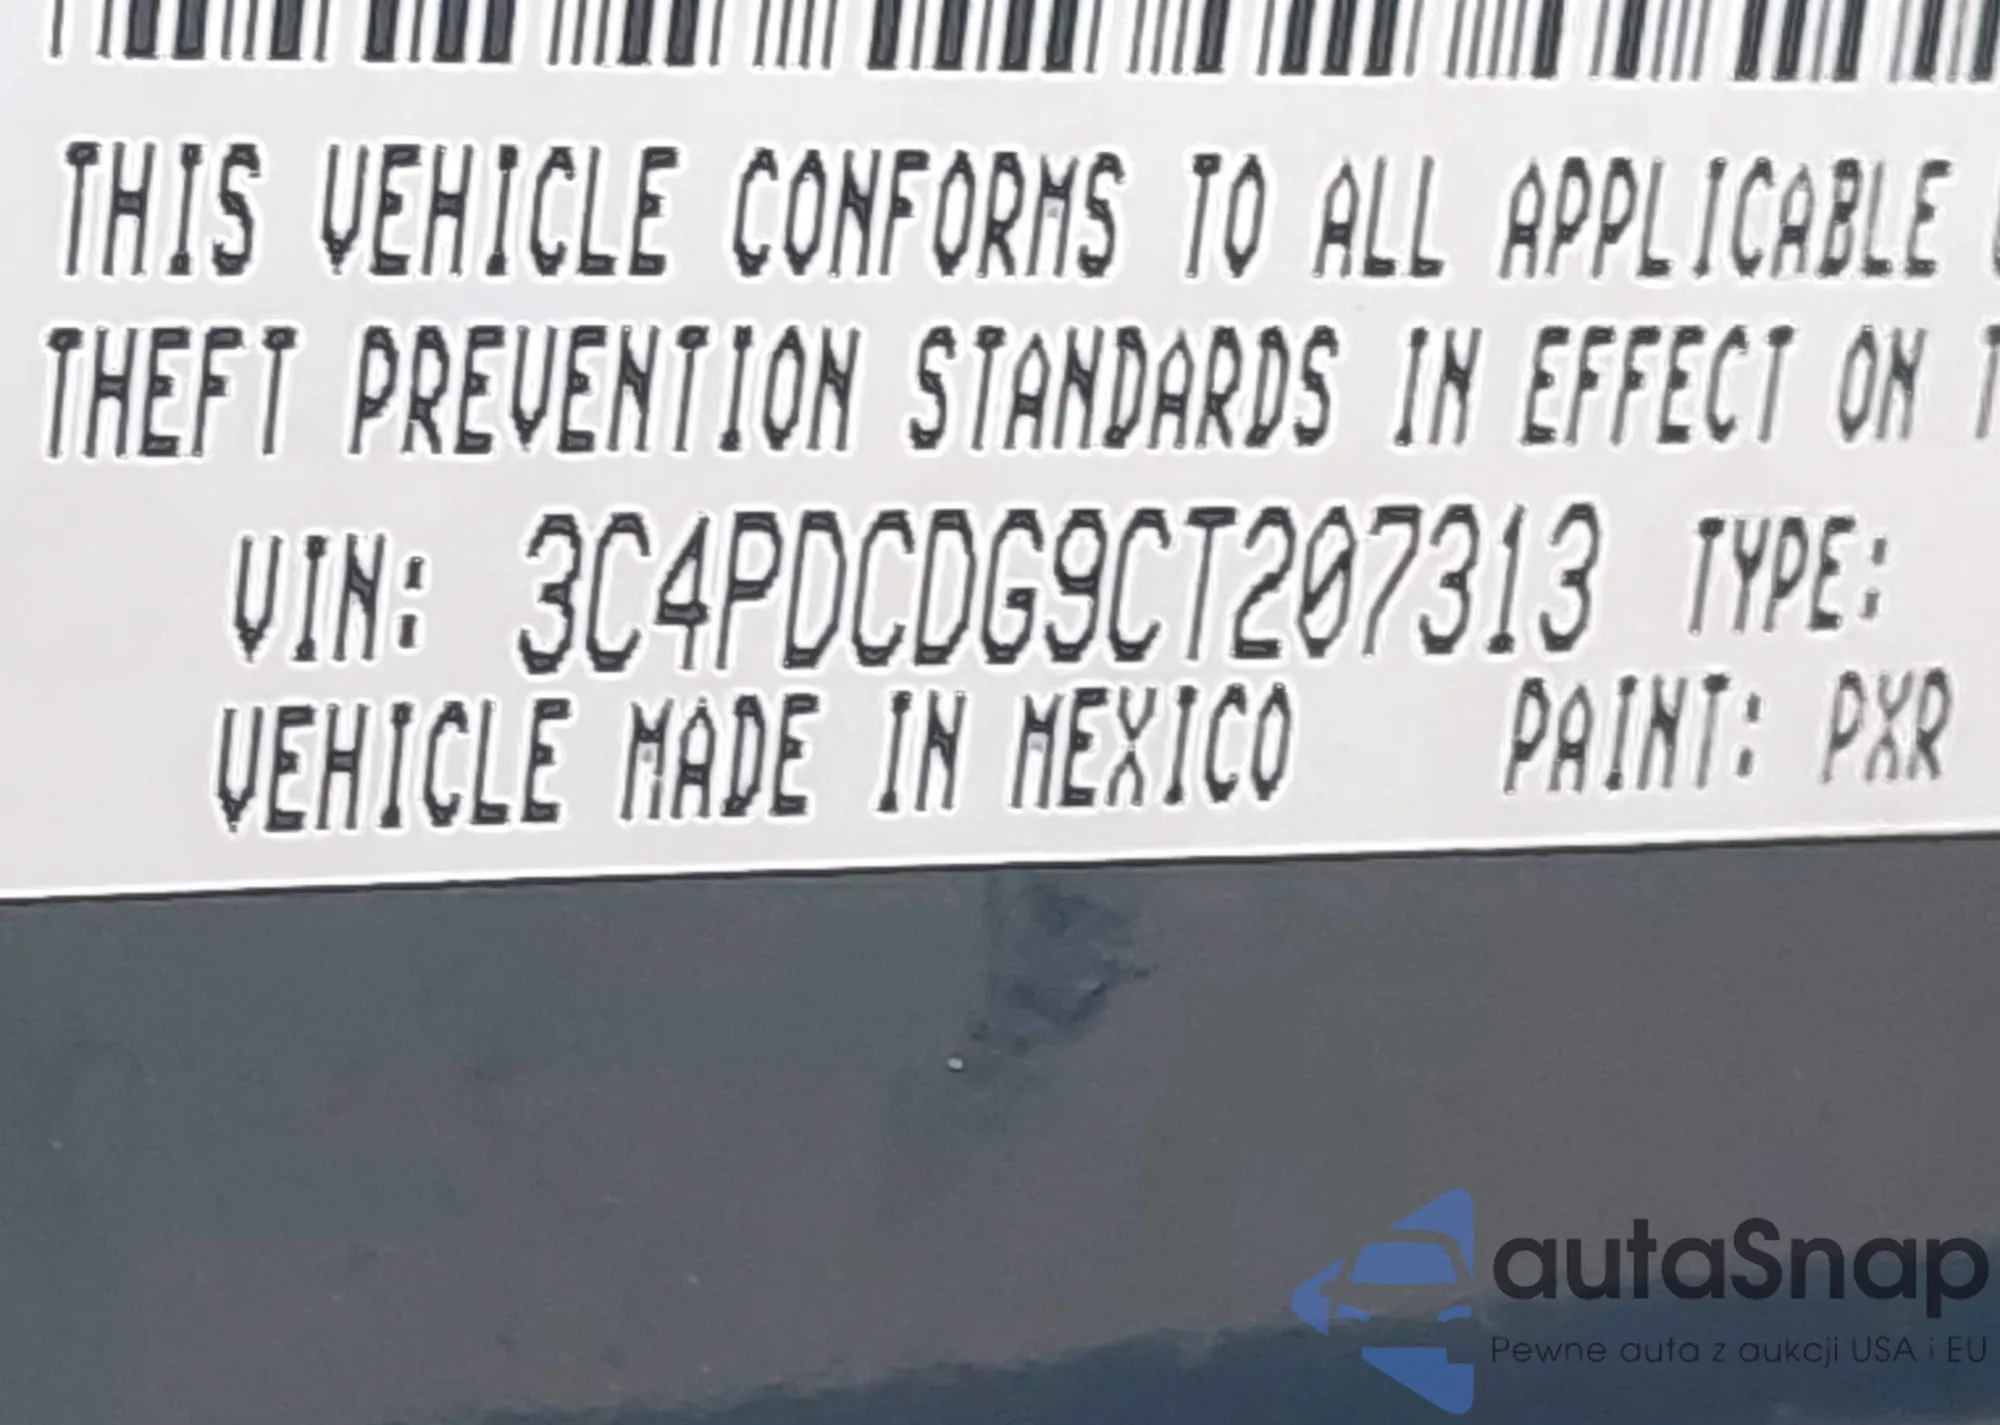 THIS VEHICLE CONFORMS TO ALL APPLICABLE
THEFT PREVENTION STANDARDS IN EFFECT ON
VIN: 3C4PDCDG9CT207313 TYPE:
VEHICLE MADE IN MEXICO PAINT: PXR
autaSnap
Pewne auta z aukcji USA i EU